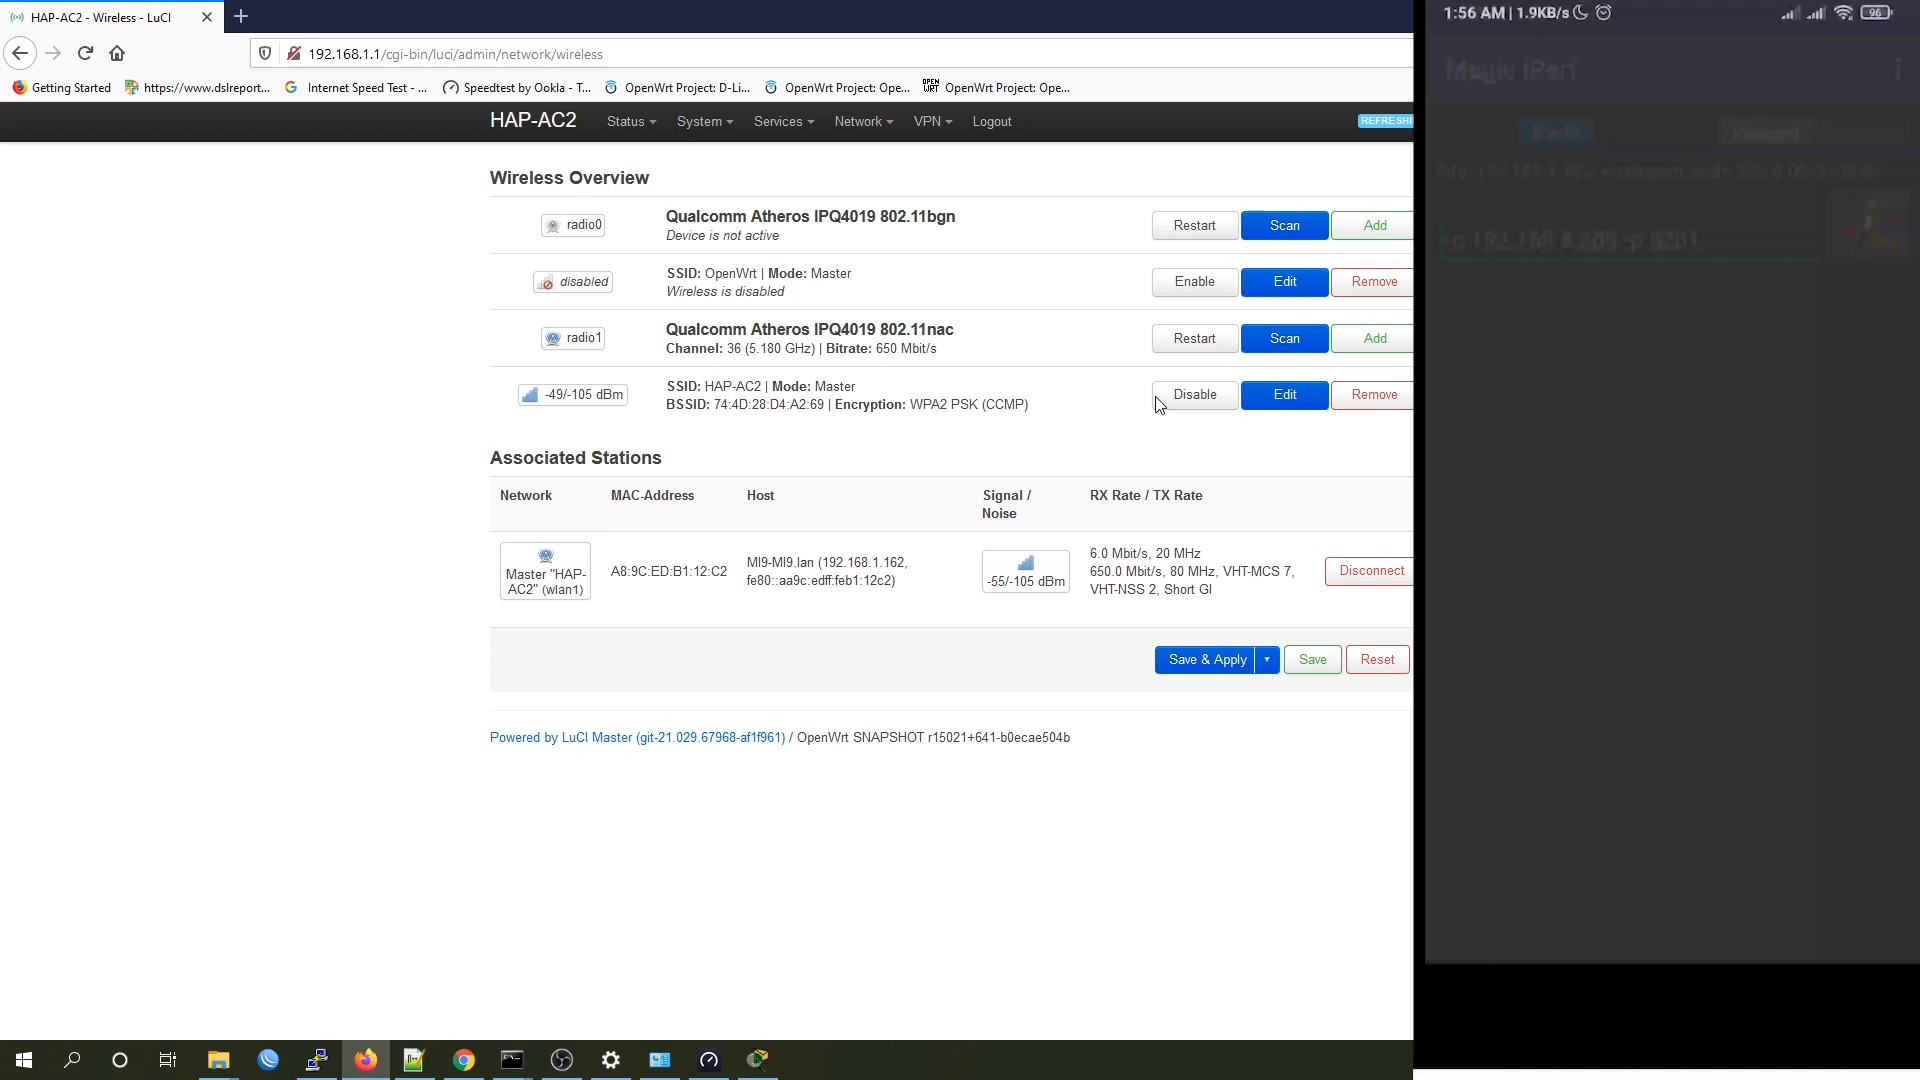 HAP-AC2 - Wireless - LuCI
192.168.1.1/cgi-bin/luci/admin/network/wireless
Getting Started https://www.dslreport... Internet Speed Test - ... Speedtest by Ookla - T... OpenWrt Project: D-Li... OpenWrt Project: Ope... OPEN WRT OpenWrt Project: Ope...
HAP-AC2 Status System Services Network VPN Logout REFRESHI
Wireless Overview
radio0 Qualcomm Atheros IPQ4019 802.11bgn
Device is not active
Restart Scan Add
disabled SSID: OpenWrt | Mode: Master
Wireless is disabled
Enable Edit Remove
radio1 Qualcomm Atheros IPQ4019 802.11nac
Channel: 36 (5.180 GHz) | Bitrate: 650 Mbit/s
Restart Scan Add
-49/-105 dBm SSID: HAP-AC2 | Mode: Master
BSSID: 74:4D:28:D4:A2:69 | Encryption: WPA2 PSK (CCMP)
Disable Edit Remove
Associated Stations
Network MAC-Address Host Signal / Noise RX Rate / TX Rate
Master "HAP-AC2" (wlan1)
A8:9C:ED:B1:12:C2
MI9-MI9.lan (192.168.1.162,
fe80::aa9c:edff:feb1:12c2)
-55/-105 dBm
6.0 Mbit/s, 20 MHz
650.0 Mbit/s, 80 MHz, VHT-MCS 7,
VHT-NSS 2, Short GI
Disconnect
Save & Apply Save Reset
Powered by LuCI Master (git-21.029.67968-af1f961) / OpenWrt SNAPSHOT r15021+641-b0ecae504b
1:56 AM | 1.9KB/s 96
Magic iPerf